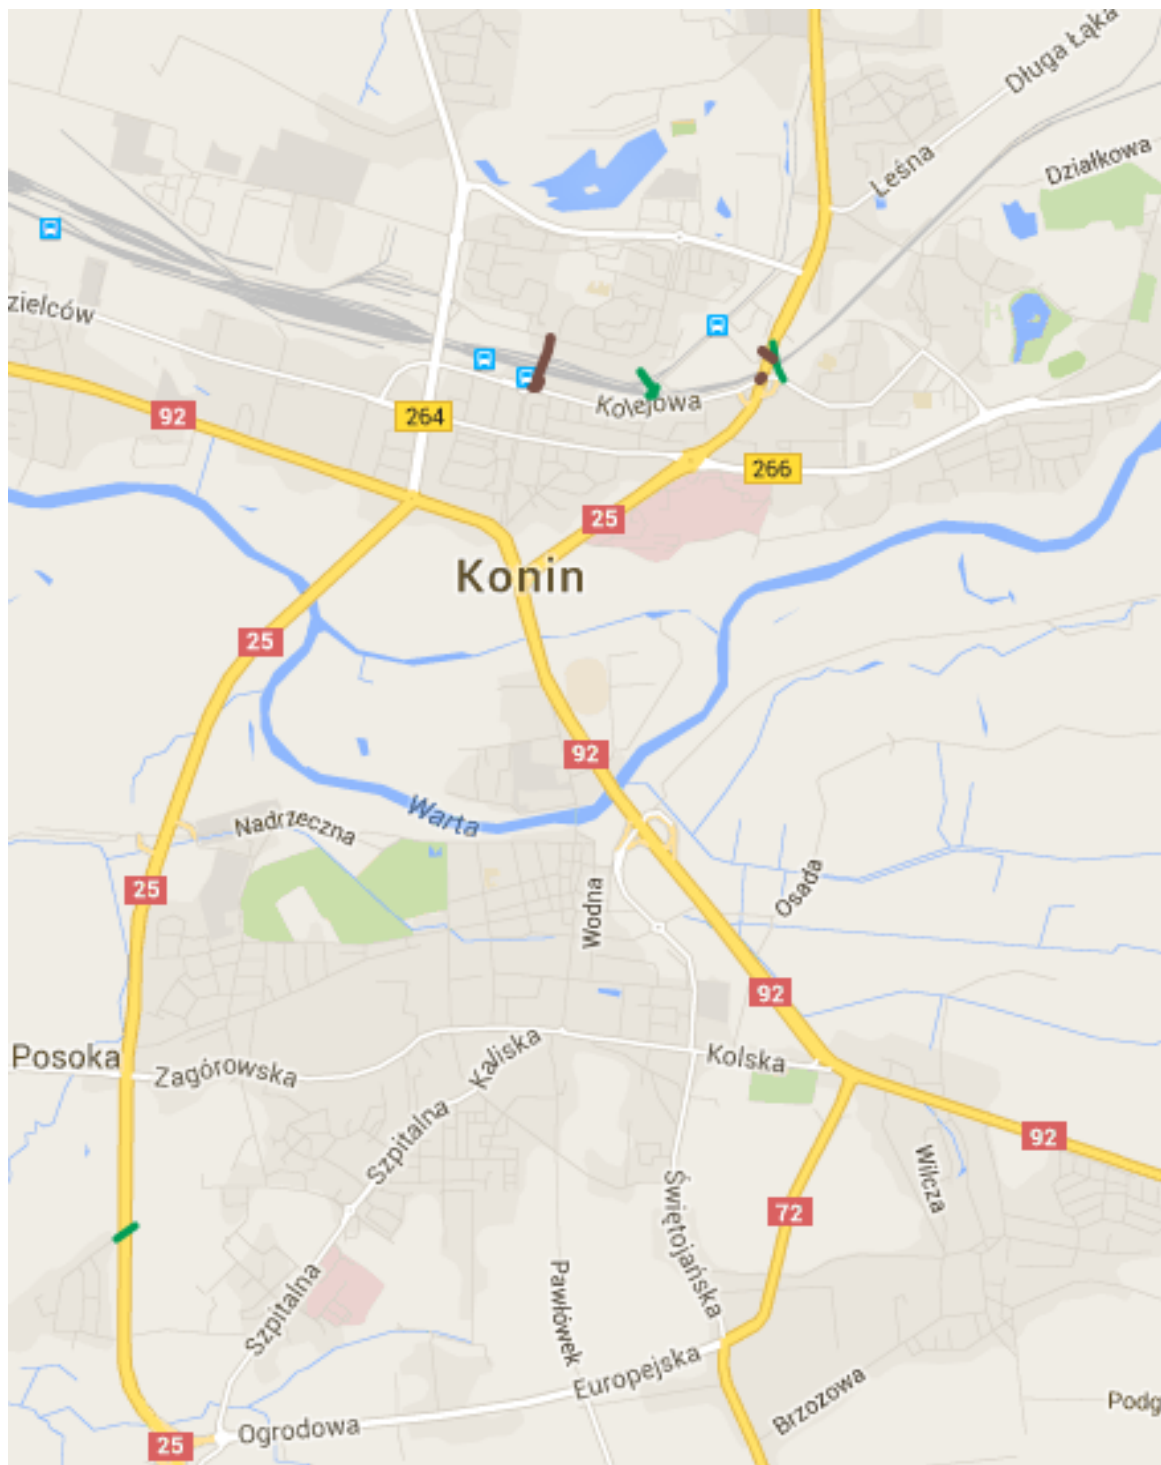 Długa Łąka
Leśna
Działkowa
zielców
92
264
Kolejowa
266
25
Konin
25
92
Warta
Nadrzeczna
25
Osada
Wodna
92
Posoka
Zagórowska
Kaliska
Kolska
Szpitalna
92
Wilcza
Świętojańska
72
Szpitalna
Pawłówek
Europejska
Brzozowa
Podg
Ogrodowa
25